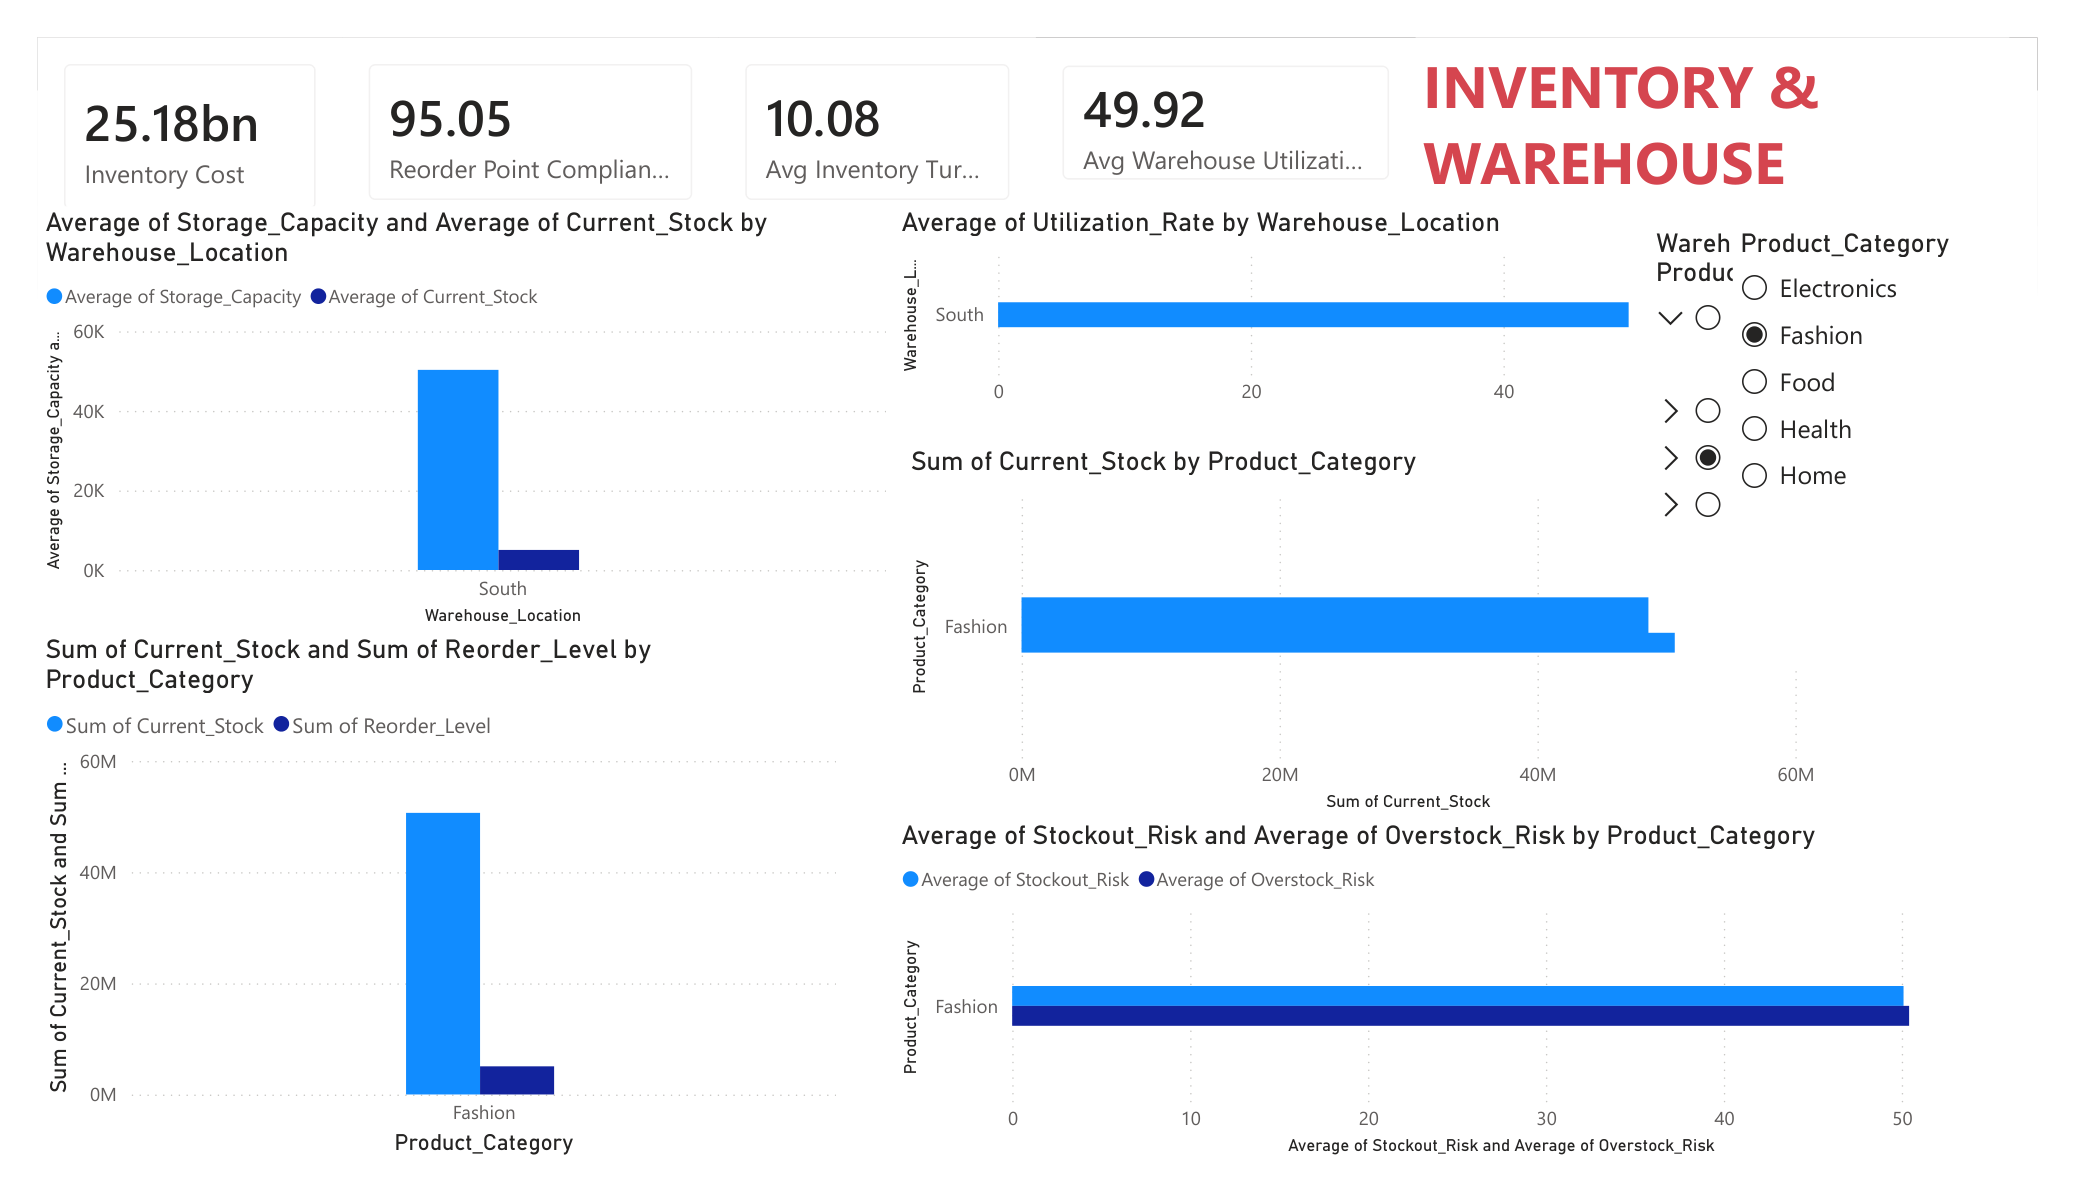 25.18bn
Inventory Cost
95.05
Reorder Point Complian...
10.08
Avg Inventory Tur...
49.92
Avg Warehouse Utilizati...
INVENTORY &
WAREHOUSE
Average of Storage_Capacity and Average of Current_Stock by
Warehouse_Location
Average of Storage_Capacity Average of Current_Stock
Average of Storage_Capacity a...
60K
40K
20K
0K
South
Warehouse_Location
Average of Utilization_Rate by Warehouse_Location
Warehouse_L...
South
0 20 40
Wareh
Produc
Product_Category
Electronics
Fashion
Food
Health
Home
Sum of Current_Stock by Product_Category
Product_Category
Fashion
0M 20M 40M 60M
Sum of Current_Stock
Sum of Current_Stock and Sum of Reorder_Level by
Product_Category
Sum of Current_Stock Sum of Reorder_Level
Sum of Current_Stock and Sum ...
60M
40M
20M
0M
Fashion
Product_Category
Average of Stockout_Risk and Average of Overstock_Risk by Product_Category
Average of Stockout_Risk Average of Overstock_Risk
Product_Category
Fashion
0 10 20 30 40 50
Average of Stockout_Risk and Average of Overstock_Risk